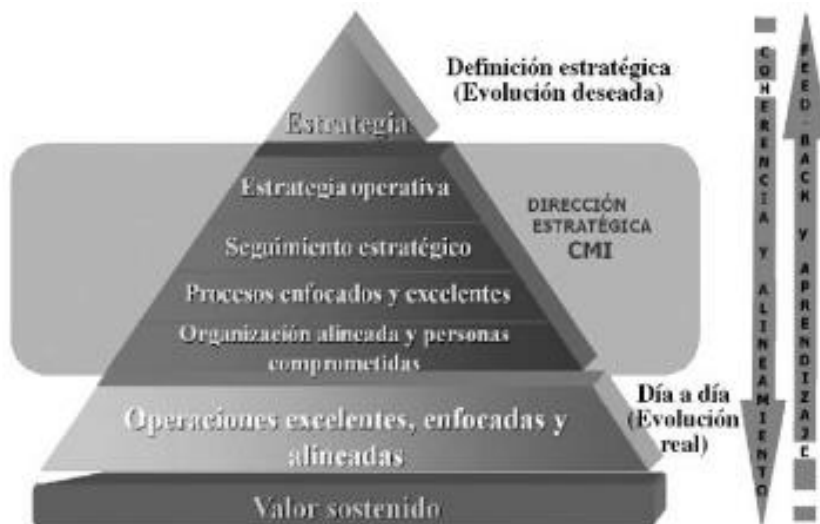 Definición estratégica
(Evolución deseada)
Estrategia
Estrategia operativa
DIRECCIÓN
ESTRATÉGICA
CMI
Seguimiento estratégico
Procesos enfocados y excelentes
Organización alineada y personas
comprometidas
Día a día
(Evolución
real)
Operaciones excelentes, enfocadas y
alineadas
Valor sostenido
COHERENCIA Y ALINEAMIENTO
FEED-BACK Y APRENDIZAJE